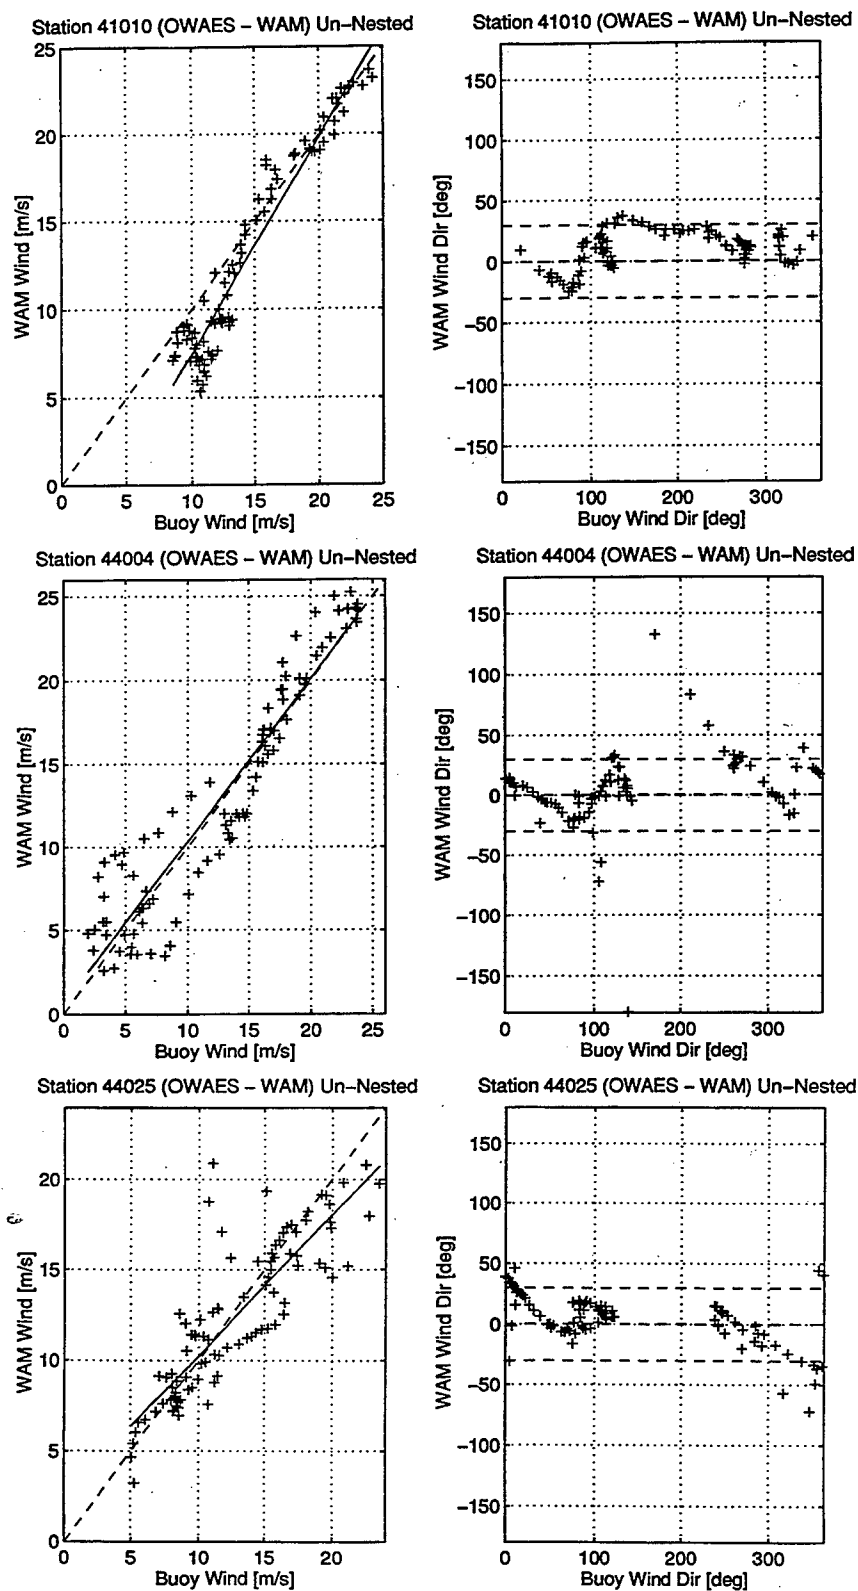 Station 41010 (OWAES – WAM) Un–Nested
25
20
15
10
5
0
WAM Wind [m/s]
0 5 10 15 20 25
Buoy Wind [m/s]
Station 41010 (OWAES – WAM) Un–Nested
150
100
50
0
−50
−100
−150
WAM Wind Dir [deg]
0 100 200 300
Buoy Wind Dir [deg]
Station 44004 (OWAES – WAM) Un–Nested
25
20
15
10
5
0
WAM Wind [m/s]
0 5 10 15 20 25
Buoy Wind [m/s]
Station 44004 (OWAES – WAM) Un–Nested
150
100
50
0
−50
−100
−150
WAM Wind Dir [deg]
0 100 200 300
Buoy Wind Dir [deg]
Station 44025 (OWAES – WAM) Un–Nested
20
15
10
5
0
WAM Wind [m/s]
0 5 10 15 20
Buoy Wind [m/s]
Station 44025 (OWAES – WAM) Un–Nested
150
100
50
0
−50
−100
−150
WAM Wind Dir [deg]
0 100 200 300
Buoy Wind Dir [deg]